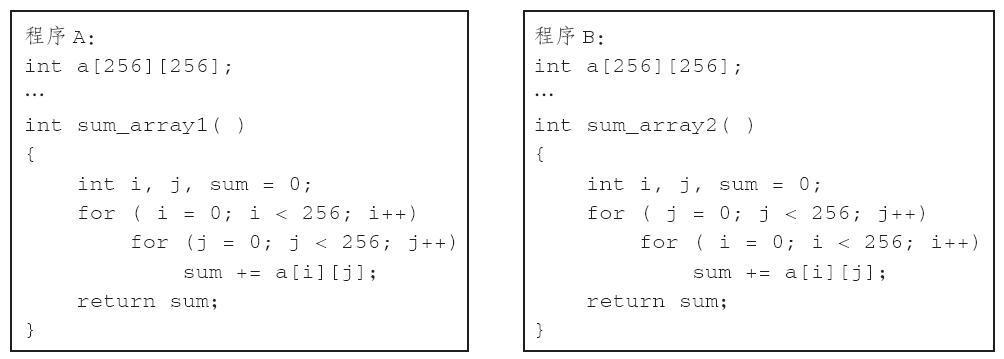 程序 A:
int a[256][256];
…
int sum_array1( )
{
    int i, j, sum = 0;
    for ( i = 0; i < 256; i++)
        for (j = 0; j < 256; j++)
            sum += a[i][j];
    return sum;
}
程序 B:
int a[256][256];
…
int sum_array2( )
{
    int i, j, sum = 0;
    for ( j = 0; j < 256; j++)
        for ( i = 0; i < 256; i++)
            sum += a[i][j];
    return sum;
}